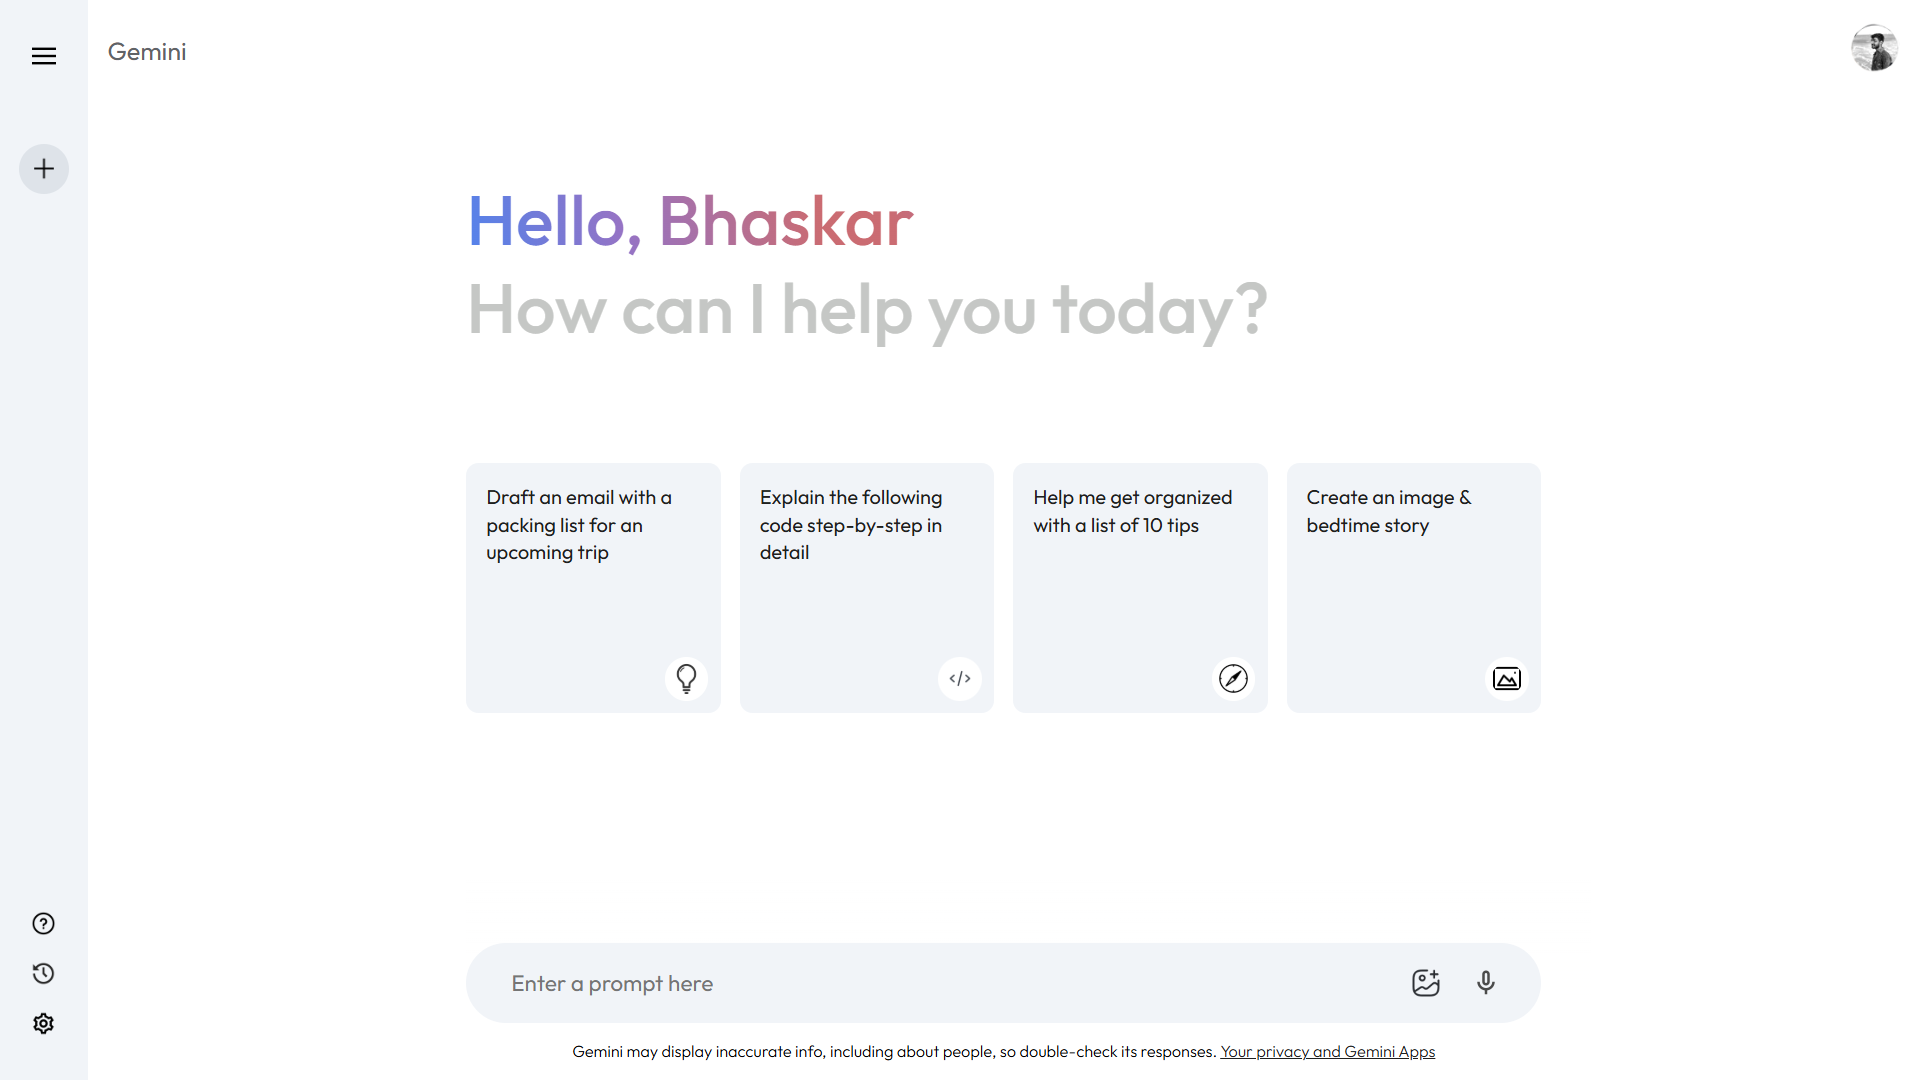 Gemini
Hello, Bhaskar
How can I help you today?
Draft an email with a
packing list for an
upcoming trip
Explain the following
code step-by-step in
detail
Help me get organized
with a list of 10 tips
Create an image &
bedtime story
Enter a prompt here
Gemini may display inaccurate info, including about people, so double-check its responses. Your privacy and Gemini Apps